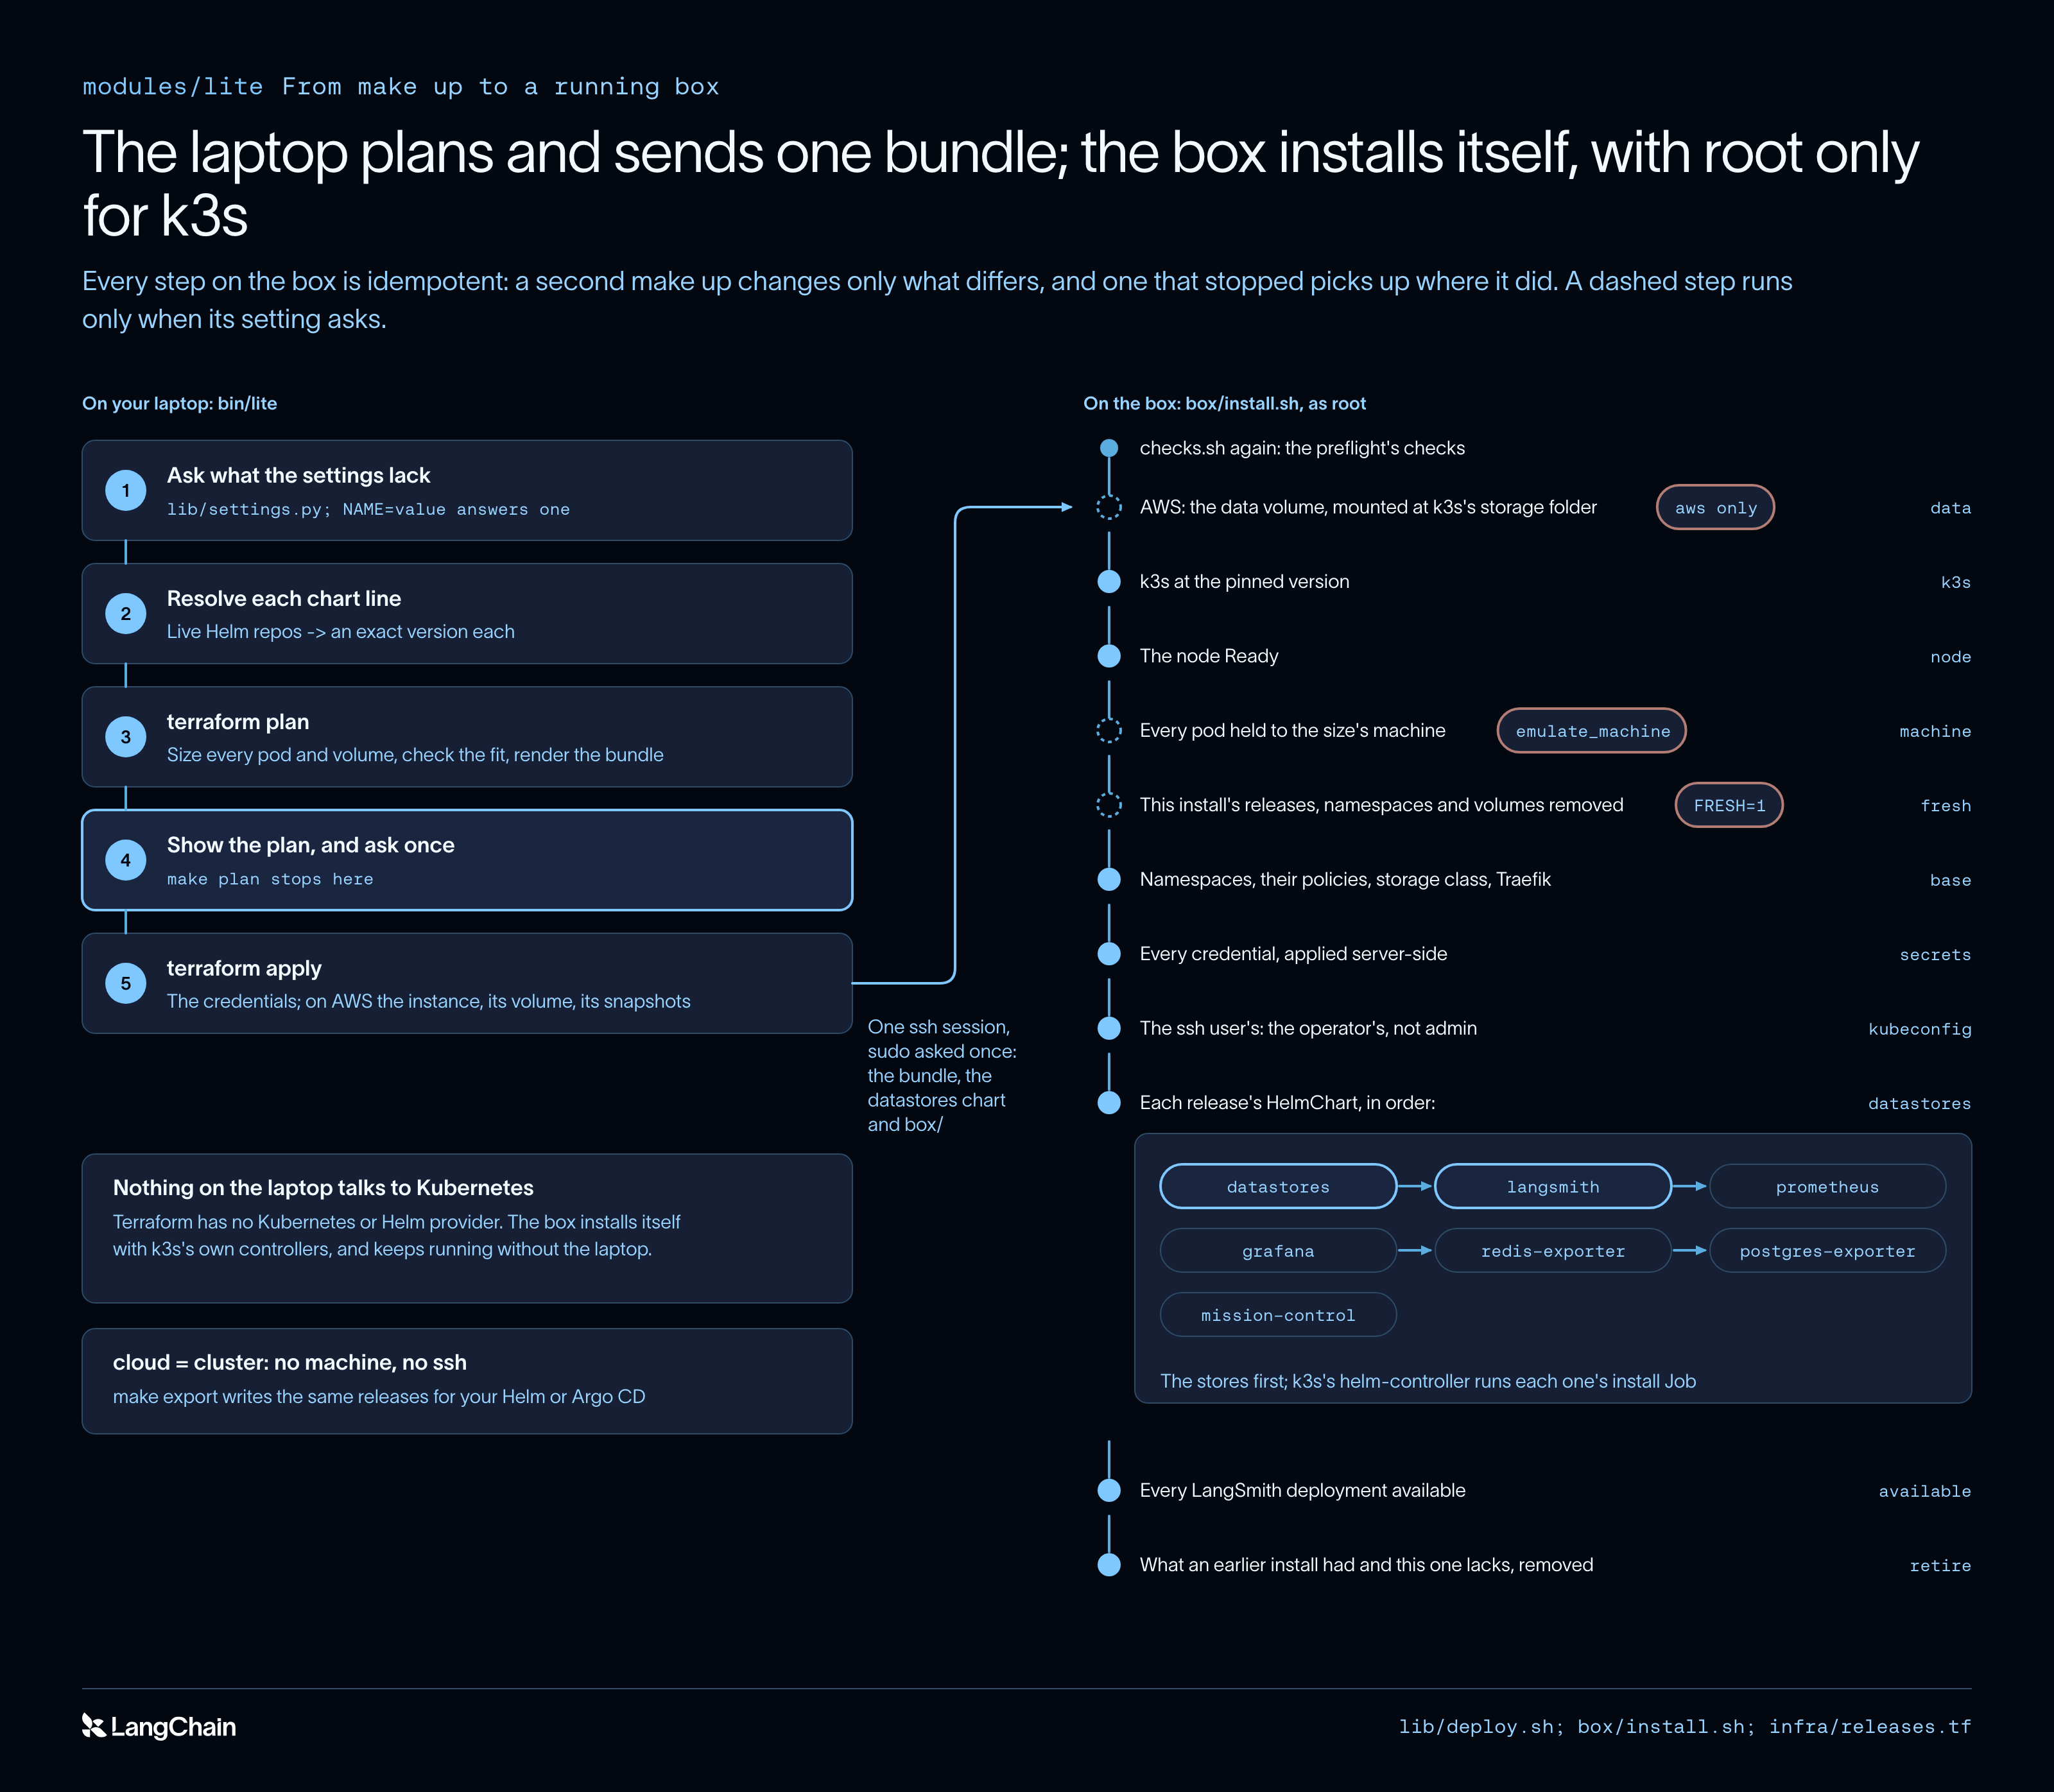 modules/lite From make up to a running box
The laptop plans and sends one bundle; the box installs itself, with root only
for k3s
Every step on the box is idempotent: a second make up changes only what differs, and one that stopped picks up where it did. A dashed step runs
only when its setting asks.
On your laptop: bin/lite
1
Ask what the settings lack
lib/settings.py; NAME=value answers one
2
Resolve each chart line
Live Helm repos -> an exact version each
3
terraform plan
Size every pod and volume, check the fit, render the bundle
4
Show the plan, and ask once
make plan stops here
5
terraform apply
The credentials; on AWS the instance, its volume, its snapshots
One ssh session,
sudo asked once:
the bundle, the
datastores chart
and box/
Nothing on the laptop talks to Kubernetes
Terraform has no Kubernetes or Helm provider. The box installs itself
with k3s's own controllers, and keeps running without the laptop.
cloud = cluster: no machine, no ssh
make export writes the same releases for your Helm or Argo CD
On the box: box/install.sh, as root
checks.sh again: the preflight's checks
AWS: the data volume, mounted at k3s's storage folder aws only data
k3s at the pinned version k3s
The node Ready node
Every pod held to the size's machine emulate_machine machine
This install's releases, namespaces and volumes removed FRESH=1 fresh
Namespaces, their policies, storage class, Traefik base
Every credential, applied server-side secrets
The ssh user's: the operator's, not admin kubeconfig
Each release's HelmChart, in order: datastores
datastores langsmith prometheus
grafana redis-exporter postgres-exporter
mission-control
The stores first; k3s's helm-controller runs each one's install Job
Every LangSmith deployment available available
What an earlier install had and this one lacks, removed retire
LangChain
lib/deploy.sh; box/install.sh; infra/releases.tf